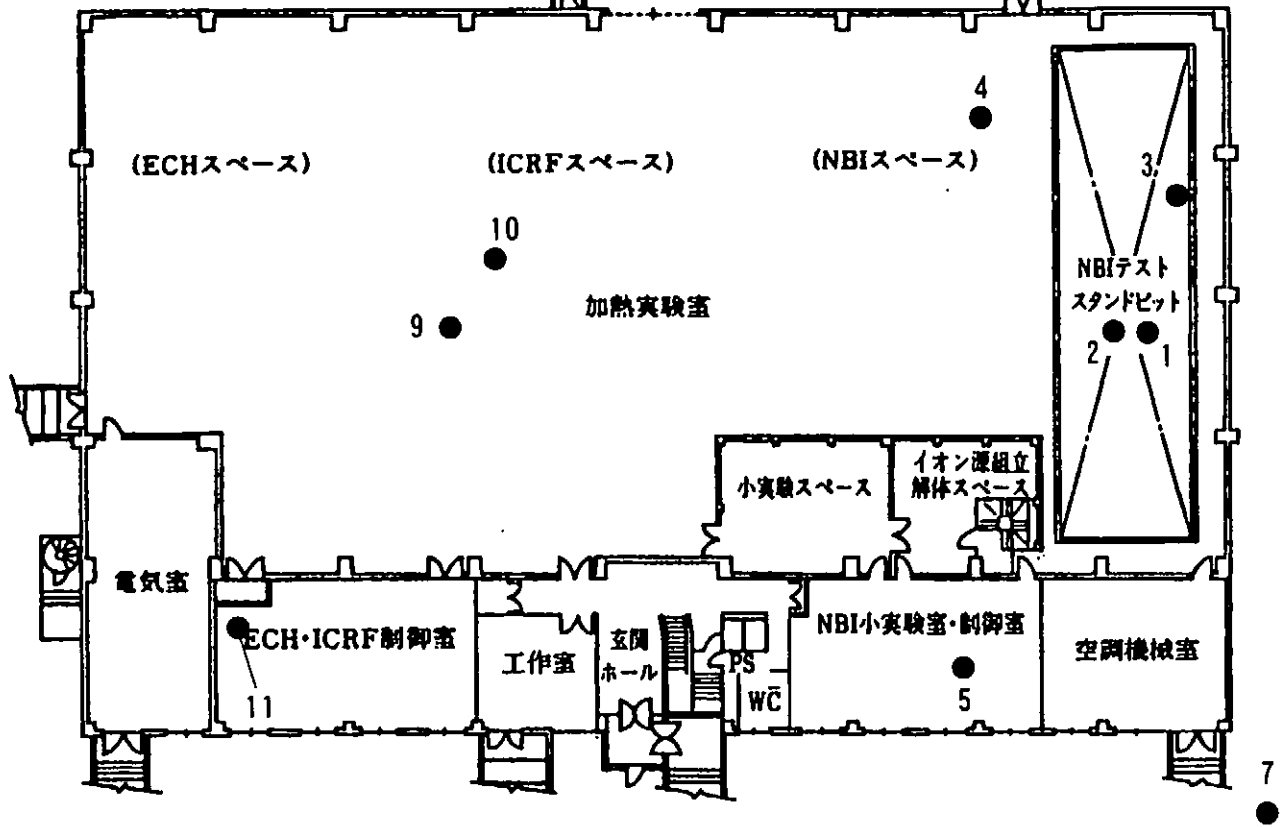 4
(ECHスペース)
(ICRFスペース)
(NBIスペース)
3
10
NBIテスト
スタンドピット
加熱実験室
9
2
1
イオン源組立
解体スペース
小実験スペース
電気室
ECH・ICRF制御室
工作室
玄関
ホール
PS
WC
NBI小実験室・制御室
空調機械室
11
5
7